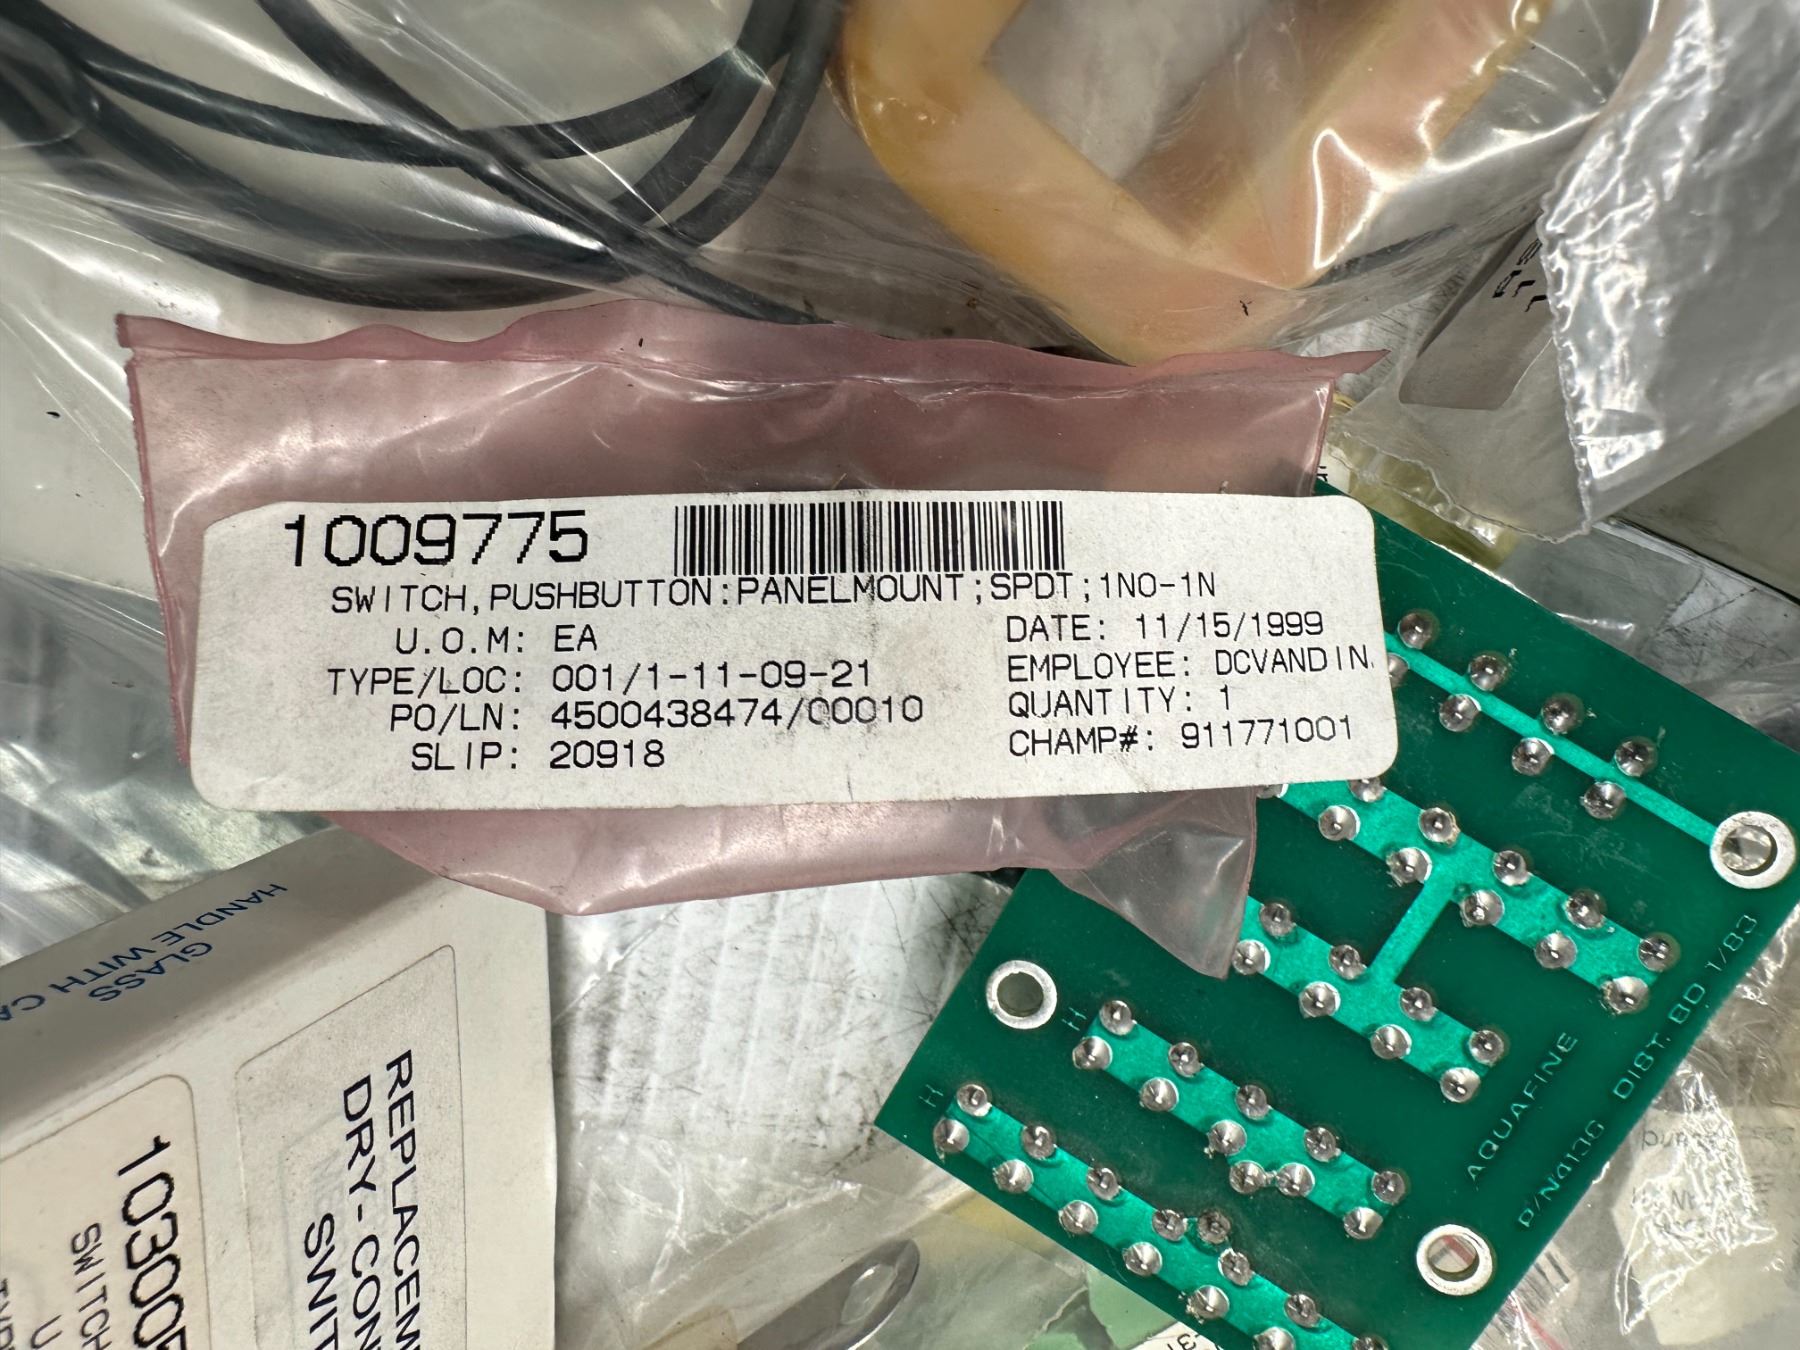 1009775
SWITCH,PUSHBUTTON:PANELMOUNT;SPDT;1NO-1N
U.O.M: EA
TYPE/LOC: 001/1-11-09-21
PO/LN: 4500438474/00010
SLIP: 20918
DATE: 11/15/1999
EMPLOYEE: DCVANDIN
QUANTITY: 1
CHAMP#: 911771001
GLASS
HANDLE WITH CA
REPLACEM
DRY-CON
SWIT
10300
SWITCH
U
H
H
AQUAFINE
P/N4136 DIST. BD. 1/83